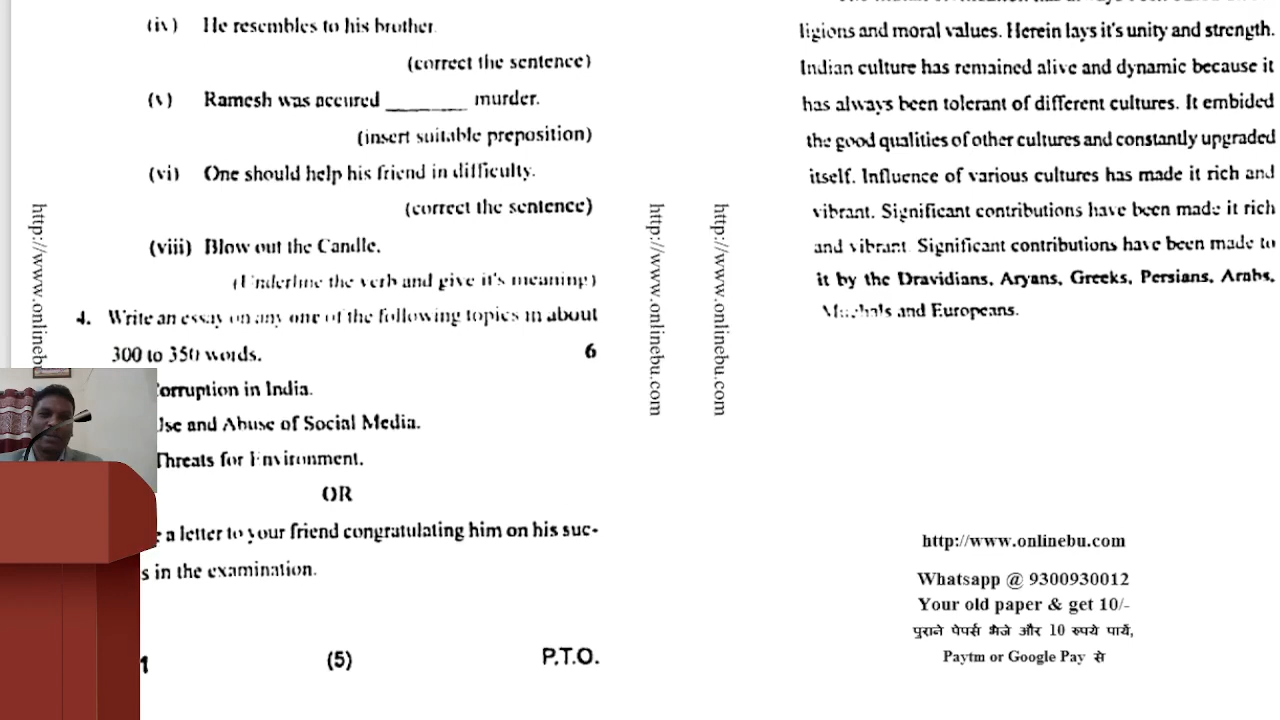 (iv) He resembles to his brother.
(correct the sentence)
(v) Ramesh was accured ________ murder.
(insert suitable preposition)
(vi) One should help his friend in difficulty.
(correct the sentence)
(viii) Blow out the Candle.
(Underline the verb and give it's meaning)
4. Write an essay on any one of the following topics in about
300 to 350 words. 6
orruption in India.
Use and Abuse of Social Media.
Threats for Environment.
OR
e a letter to your friend congratulating him on his suc-
s in the examination.
1 (5) P.T.O.
http://www.onlinebu
http://www.onlinebu.com
http://www.onlinebu.com
ligions and moral values. Herein lays it's unity and strength.
Indian culture has remained alive and dynamic because it
has always been tolerant of different cultures. It embided
the good qualities of other cultures and constantly upgraded
itself. Influence of various cultures has made it rich and
vibrant. Significant contributions have been made it rich
and vibrant. Significant contributions have been made to
it by the Dravidians, Aryans, Greeks, Persians, Arabs,
Mughals and Europeans.
http://www.onlinebu.com
Whatsapp @ 9300930012
Your old paper & get 10/-
पुराने पेपर्स भेजे और 10 रुपये पायें,
Paytm or Google Pay से